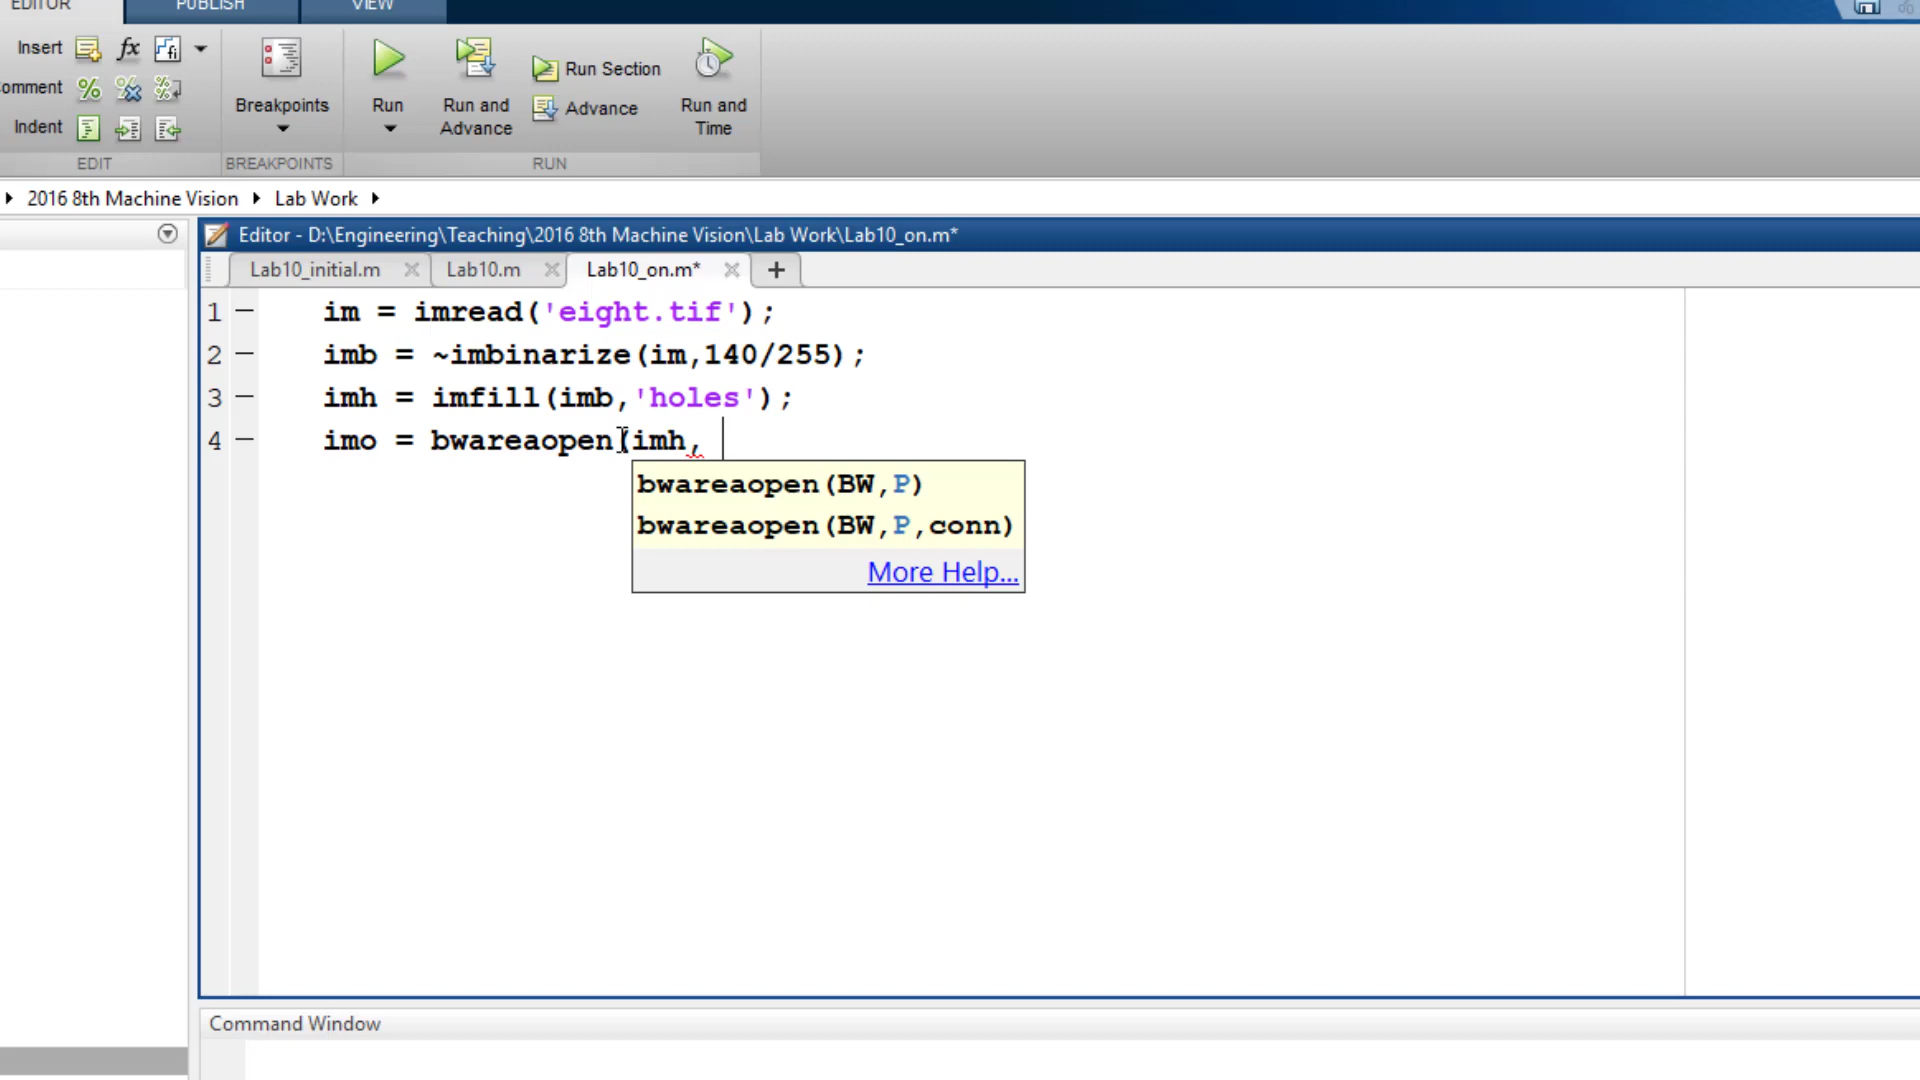 EDITOR PUBLISH VIEW
Insert fx fi
omment % % %
Indent
Breakpoints
Run
Run and
Advance
Run Section
Advance
Run and
Time
EDIT BREAKPOINTS RUN
2016 8th Machine Vision Lab Work
Editor - D:\Engineering\Teaching\2016 8th Machine Vision\Lab Work\Lab10_on.m*
Lab10_initial.m Lab10.m Lab10_on.m* +
1 – im = imread('eight.tif');
2 – imb = ~imbinarize(im,140/255);
3 – imh = imfill(imb,'holes');
4 – imo = bwareaopen(imh,
bwareaopen(BW,P)
bwareaopen(BW,P,conn)
More Help...
Command Window